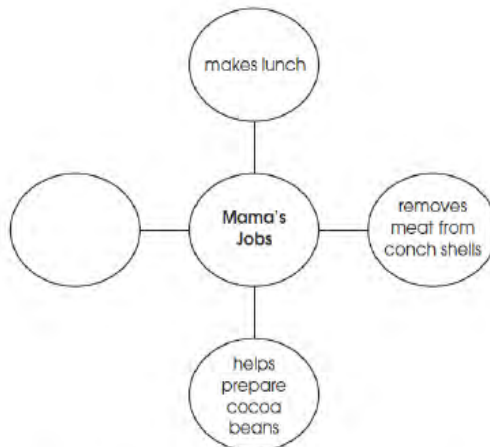 makes lunch
Mama's
Jobs
removes
meat from
conch shells
helps
prepare
cocoa
beans